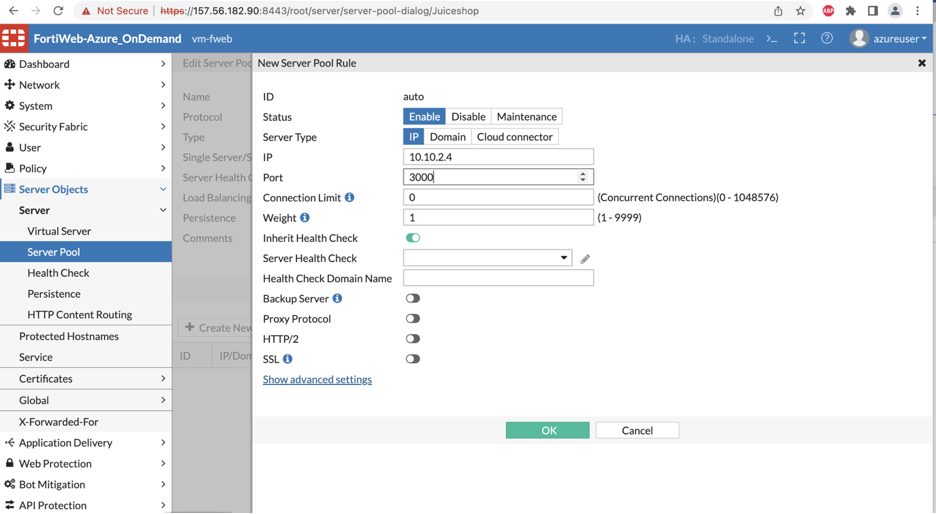 Not Secure | https://157.56.182.90:8443/root/server/server-pool-dialog/Juiceshop
ABP
FortiWeb-Azure_OnDemand vm-fweb HA: Standalone >_ azureuser
Dashboard
Network
System
Security Fabric
User
Policy
Server Objects
Server
Virtual Server
Server Pool
Health Check
Persistence
HTTP Content Routing
Protected Hostnames
Service
Certificates
Global
X-Forwarded-For
Application Delivery
Web Protection
Bot Mitigation
API Protection
Edit Server Poo
Name
Protocol
Type
Single Server/S
Server Health C
Load Balancing
Persistence
Comments
+ Create New
ID IP/Dom
New Server Pool Rule
ID auto
Status Enable Disable Maintenance
Server Type IP Domain Cloud connector
IP 10.10.2.4
Port 3000
Connection Limit 0 (Concurrent Connections)(0 - 1048576)
Weight 1 (1 - 9999)
Inherit Health Check
Server Health Check
Health Check Domain Name
Backup Server
Proxy Protocol
HTTP/2
SSL
Show advanced settings
OK Cancel